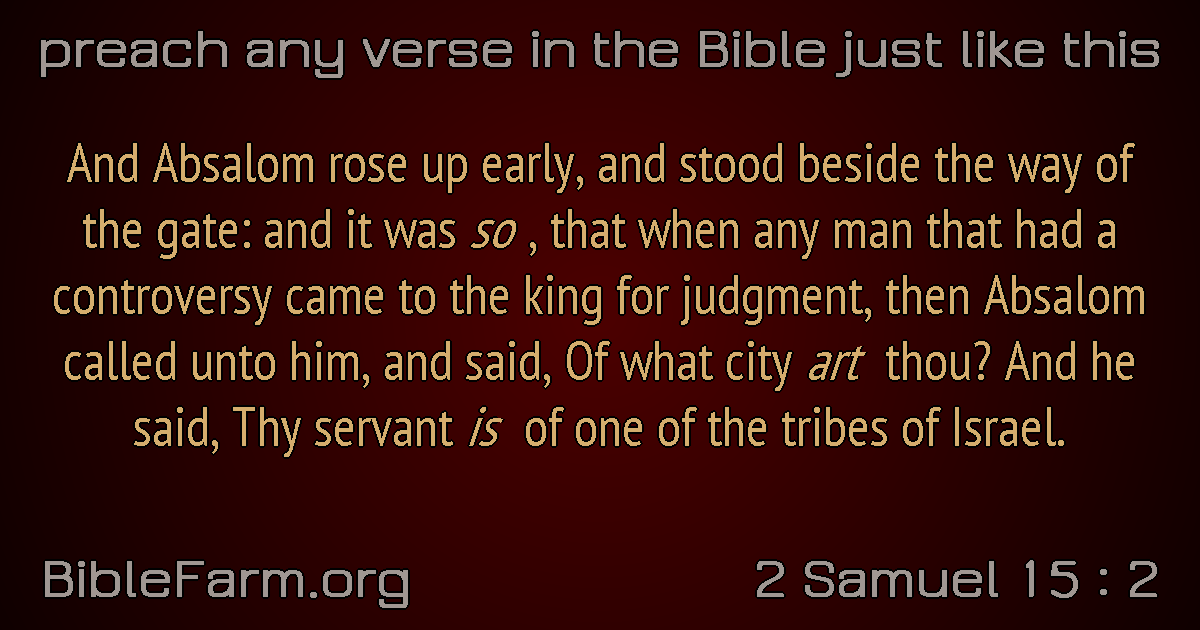 preach any verse in the Bible just like this
And Absalom rose up early, and stood beside the way of
the gate: and it was so , that when any man that had a
controversy came to the king for judgment, then Absalom
called unto him, and said, Of what city art thou? And he
said, Thy servant is of one of the tribes of Israel.
BibleFarm.org
2 Samuel 15 : 2